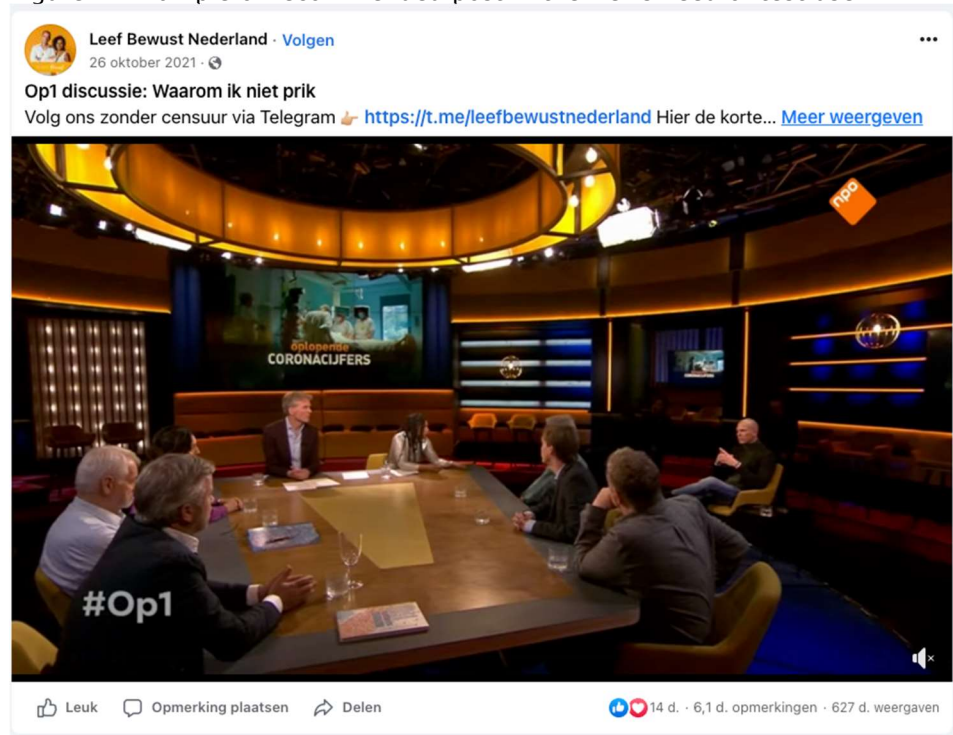 Leef Bewust Nederland · Volgen
26 oktober 2021 ·
Op1 discussie: Waarom ik niet prik
Volg ons zonder censuur via Telegram 👉🏼 https://t.me/leefbewustnederland Hier de korte... Meer weergeven
npo
oplopende
CORONACIJFERS
#Op1
Leuk
Opmerking plaatsen
Delen
14 d. · 6,1 d. opmerkingen · 627 d. weergaven